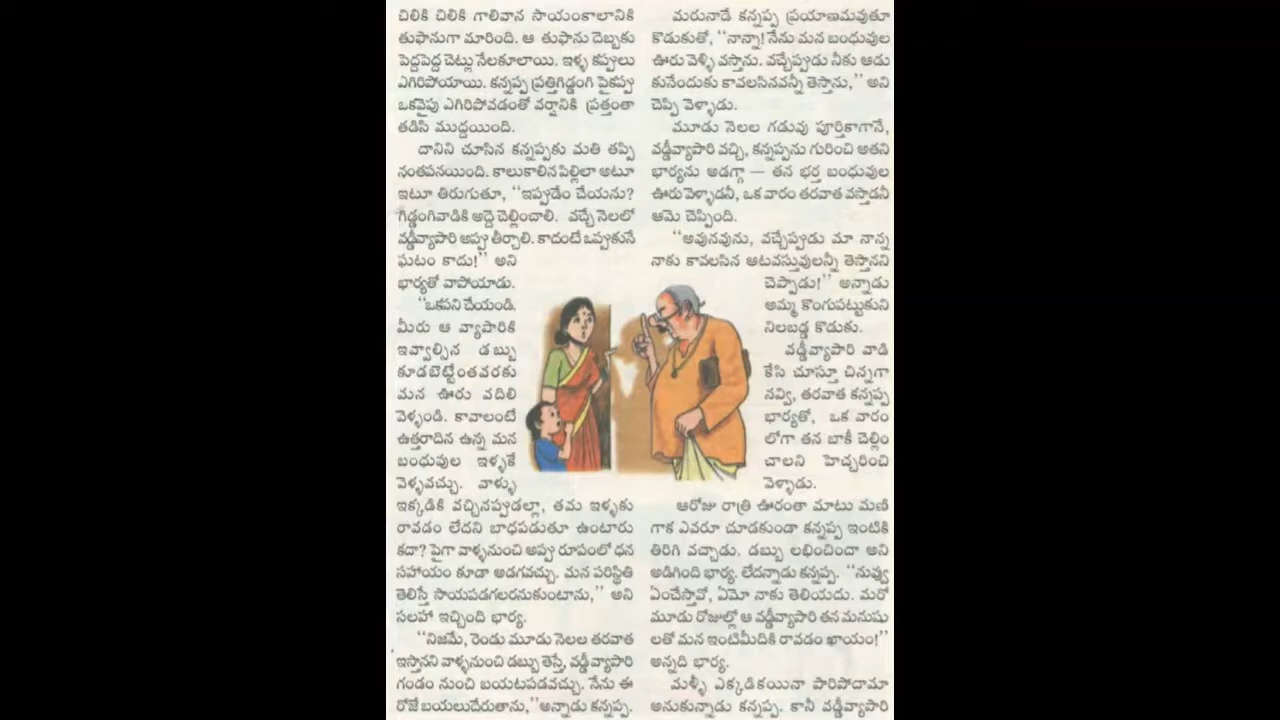 చిలికి చిలికి గాలివాన సాయంకాలానికి
తుఫానుగా మారింది. ఆ తుఫాను దెబ్బకు
పెద్దపెద్ద చెట్లు నేలకూలాయి. ఇళ్ళ కప్పులు
ఎగిరిపోయాయి. కన్నప్ప ప్రత్తిగిడ్డంగి పైకప్పు
ఒకవైపు ఎగిరిపోవడంతో వర్షానికి ప్రత్తంతా
తడిసి ముద్దయింది.
దానిని చూసిన కన్నప్పకు మతి తప్పి
నంతపనయింది. కాలుకాలిన పిల్లిలా అటూ
ఇటూ తిరుగుతూ, ‘‘ఇప్పుడేం చేయను?
గిడ్డంగివాడికి అద్దె చెల్లించాలి. వచ్చే నెలలో
వడ్డీవ్యాపారి అప్పు తీర్చాలి. కాదంటే ఒప్పుకునే
ఘటం కాదు!’’ అని
భార్యతో వాపోయాడు.
‘‘ఒకపని చేయండి.
మీరు ఆ వ్యాపారికి
ఇవ్వాల్సిన డబ్బు
కూడబెట్టేంతవరకు
మన ఊరు వదిలి
వెళ్ళండి. కావాలంటే
ఉత్తరాదిన ఉన్న మన
బంధువుల ఇళ్ళకే
వెళ్ళవచ్చు. వాళ్ళు
ఇక్కడికి వచ్చినప్పుడల్లా, తమ ఇళ్ళకు
రావడం లేదని బాధపడుతూ ఉంటారు
కదా? పైగా వాళ్ళనుంచి అప్పు రూపంలో ధన
సహాయం కూడా అడగవచ్చు. మన పరిస్థితి
తెలిస్తే సాయపడగలరనుకుంటాను,’’ అని
సలహా ఇచ్చింది భార్య.
‘‘నిజమే, రెండు మూడు నెలల తరవాత
ఇస్తానని వాళ్ళనుంచి డబ్బు తెస్తే, వడ్డీవ్యాపారి
గండం నుంచి బయటపడవచ్చు. నేను ఈ
రోజే బయలుదేరుతాను,’’ అన్నాడు కన్నప్ప.
మరునాడే కన్నప్ప ప్రయాణమవుతూ
కొడుకుతో, ‘‘నాన్నా! నేను మన బంధువుల
ఊరు వెళ్ళి వస్తాను. వచ్చేప్పుడు నీకు ఆడు
కునేందుకు కావలసినవన్నీ తెస్తాను,’’ అని
చెప్పి వెళ్ళాడు.
మూడు నెలల గడువు పూర్తికాగానే,
వడ్డీవ్యాపారి వచ్చి, కన్నప్పను గురించి అతని
భార్యను అడగ్గా — తన భర్త బంధువుల
ఊరు వెళ్ళాడనీ, ఒక వారం తరవాత వస్తాడనీ
ఆమె చెప్పింది.
‘‘అవునవును, వచ్చేప్పుడు మా నాన్న
నాకు కావలసిన ఆటవస్తువులన్నీ తెస్తానని
చెప్పాడు!’’ అన్నాడు
అమ్మ కొంగుపట్టుకుని
నిలబడ్డ కొడుకు.
వడ్డీవ్యాపారి వాడి
కేసి చూస్తూ చిన్నగా
నవ్వి, తరవాత కన్నప్ప
భార్యతో, ఒక వారం
లోగా తన బాకీ చెల్లిం
చాలని హెచ్చరించి
వెళ్ళాడు.
ఆరోజు రాత్రి ఊరంతా మాటు మణి
గాక ఎవరూ చూడకుండా కన్నప్ప ఇంటికి
తిరిగి వచ్చాడు. డబ్బు లభించిందా అని
అడిగింది భార్య. లేదన్నాడు కన్నప్ప. ‘‘నువ్వు
ఏంచేస్తావో, ఏమో నాకు తెలియదు. మరో
మూడు రోజుల్లో ఆ వడ్డీవ్యాపారి తన మనుషు
లతో మన ఇంటిమీదికి రావడం ఖాయం!’’
అన్నది భార్య.
మళ్ళీ ఎక్కడికయినా పారిపోదామా
అనుకున్నాడు కన్నప్ప. కానీ వడ్డీవ్యాపారి